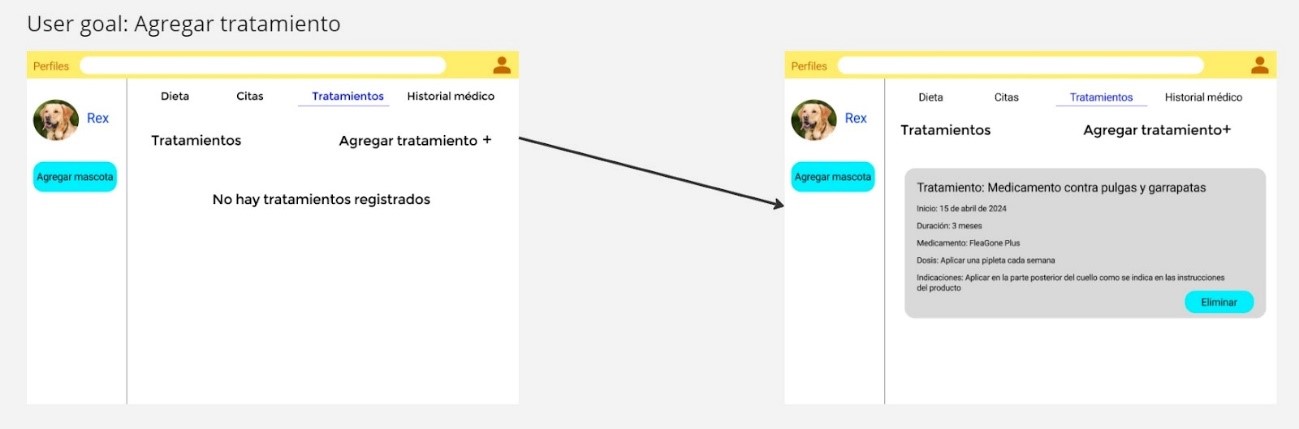 User goal: Agregar tratamiento
Perfiles
Dieta Citas Tratamientos Historial médico
Rex
Tratamientos Agregar tratamiento +
Agregar mascota
No hay tratamientos registrados
Perfiles
Dieta Citas Tratamientos Historial médico
Rex
Tratamientos Agregar tratamiento+
Agregar mascota
Tratamiento: Medicamento contra pulgas y garrapatas
Inicio: 15 de abril de 2024
Duración: 3 meses
Medicamento: FleaGone Plus
Dosis: Aplicar una pipleta cada semana
Indicaciones: Aplicar en la parte posterior del cuello como se indica en las instrucciones
del producto
Eliminar